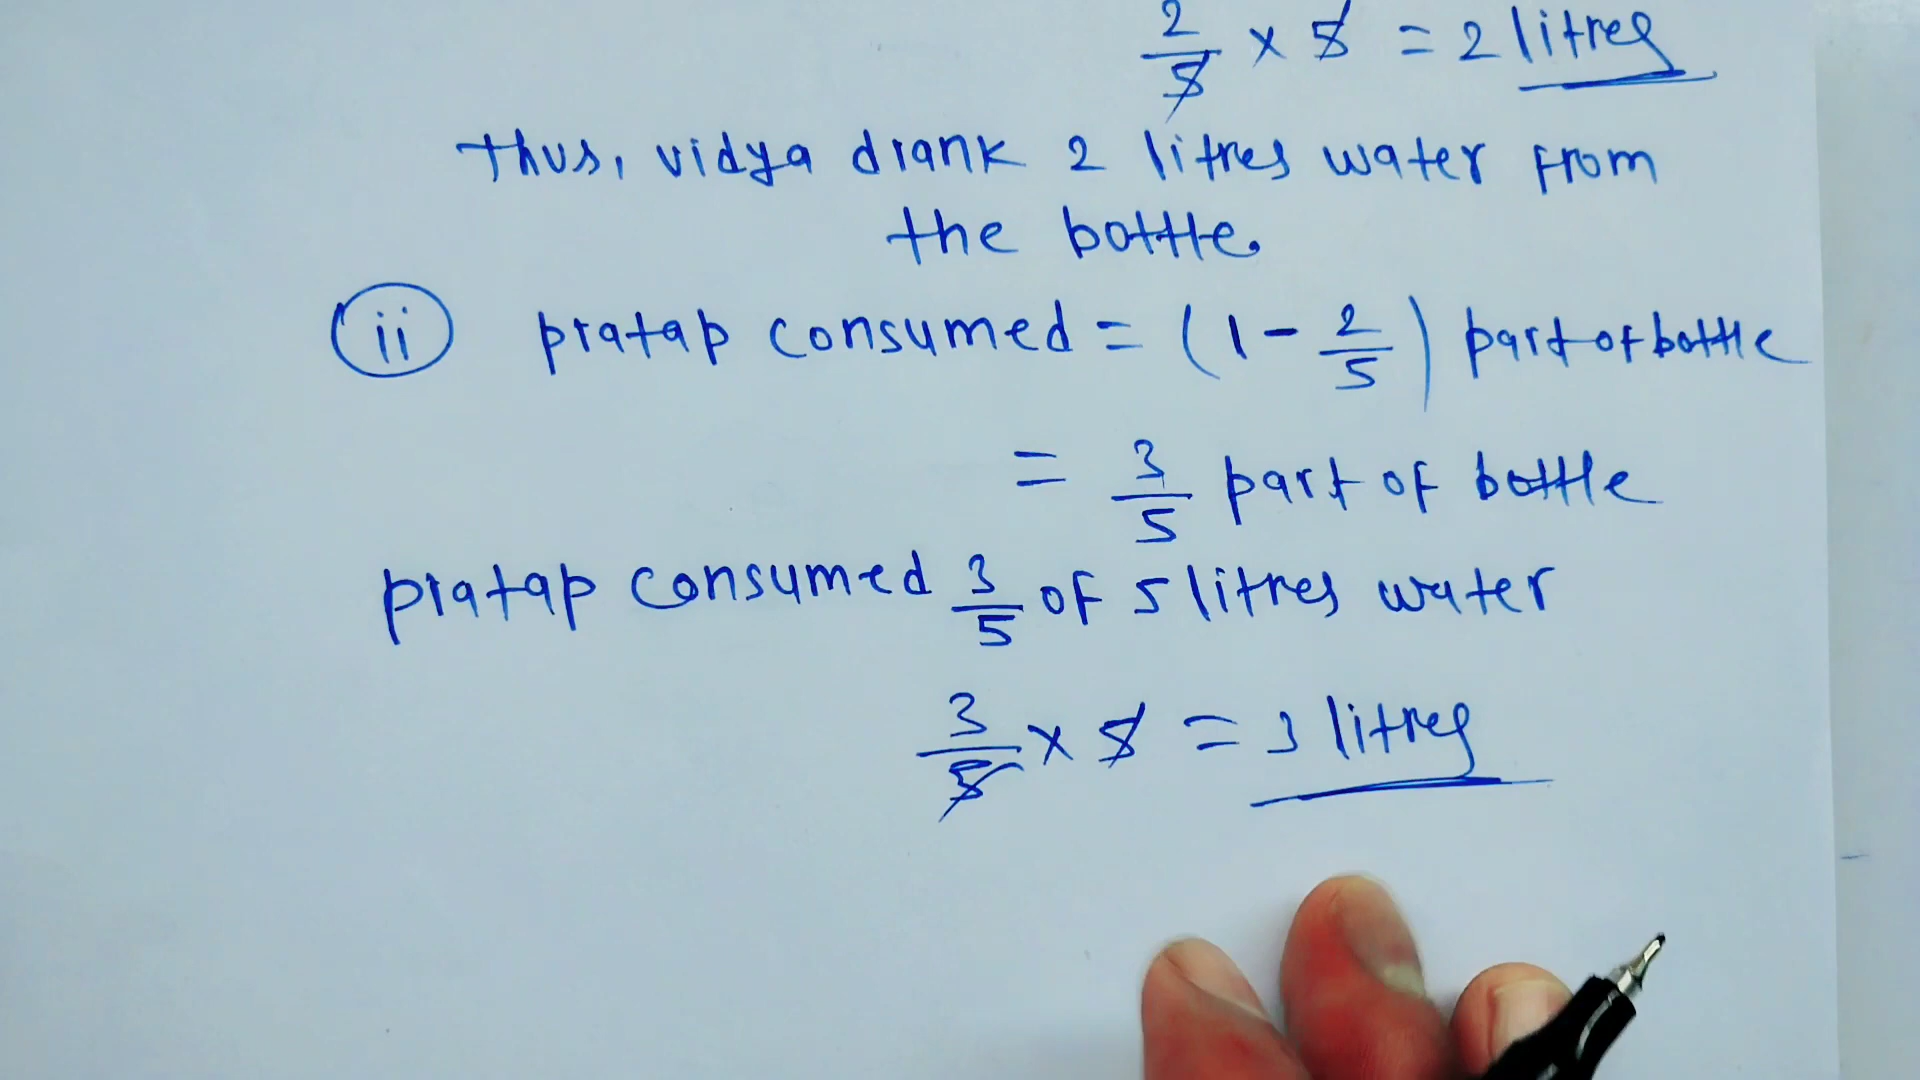 2/5 × 5 = 2 litres
Thus, vidya drank 2 litres water from
the bottle.
(ii) pratap consumed = (1 - 2/5) part of bottle
= 3/5 part of bottle
pratap consumed 3/5 of 5 litres water
3/5 × 5 = 3 litres